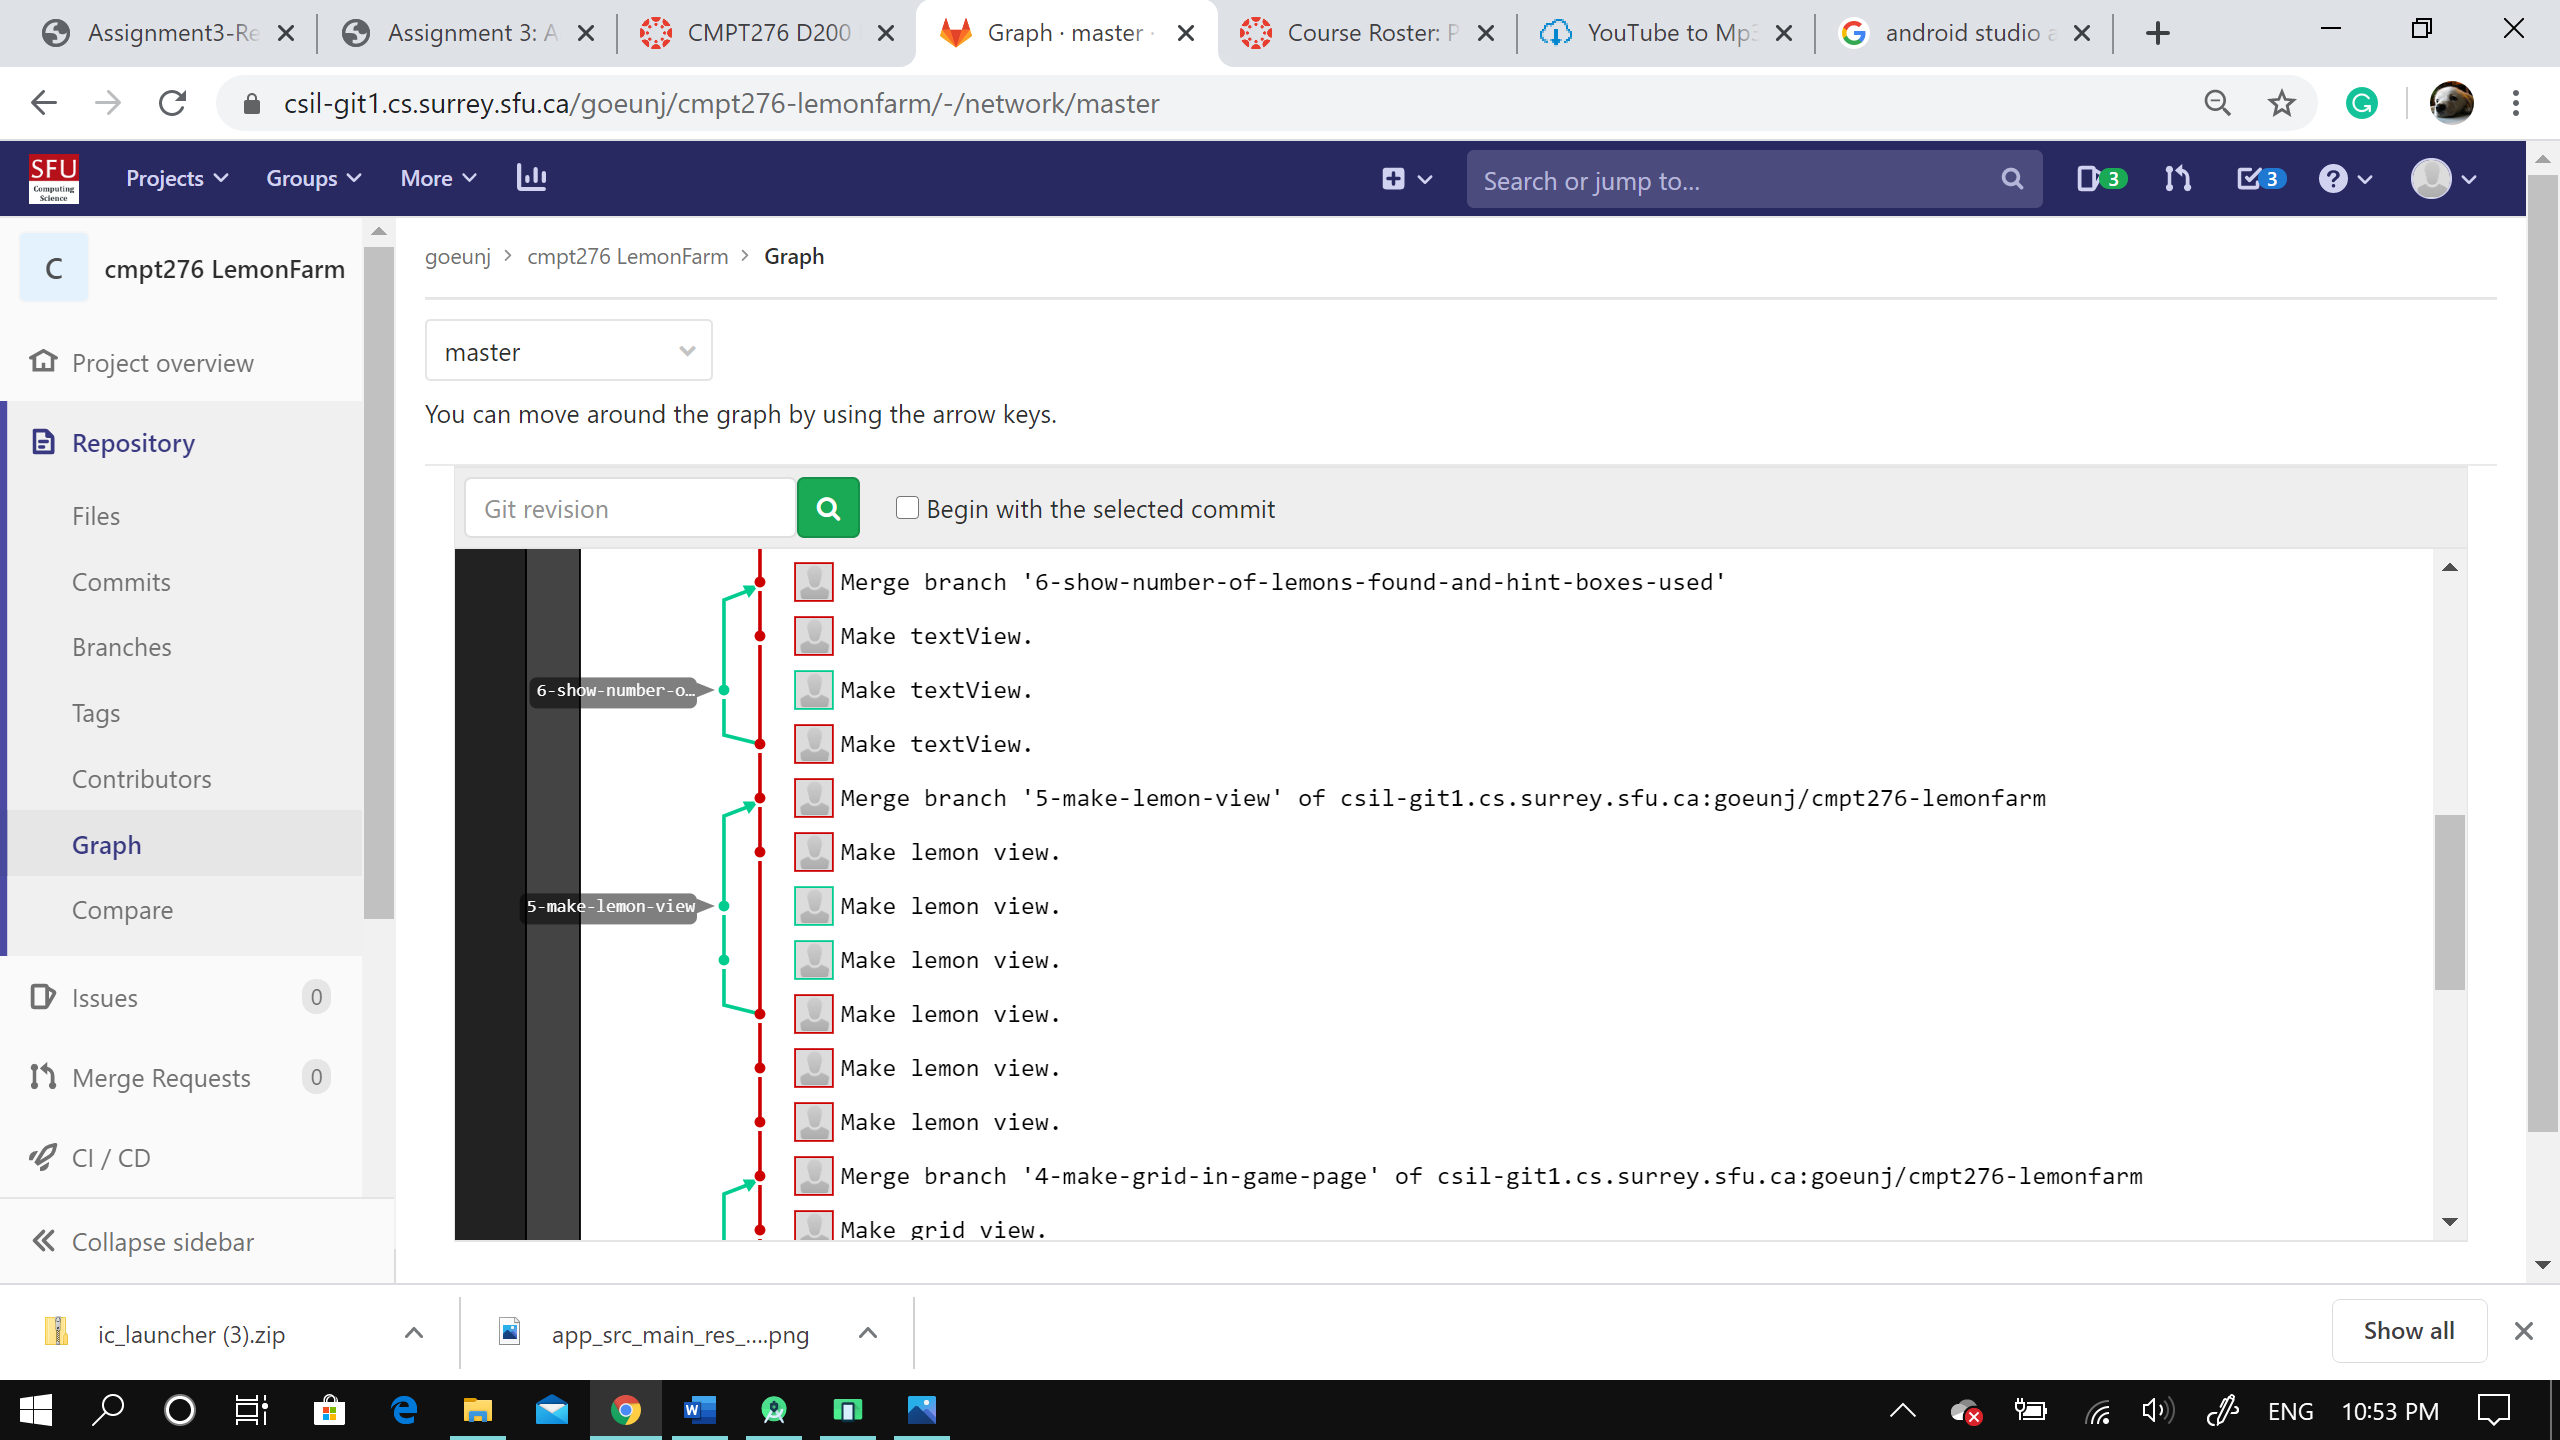 Assignment3-Re
Assignment 3: A
CMPT276 D200
Graph · master ·
Course Roster: P
YouTube to Mp3
android studio a
csil-git1.cs.surrey.sfu.ca/goeunj/cmpt276-lemonfarm/-/network/master
SFU
Computing
Science
Projects
Groups
More
Search or jump to...
3
3
C
cmpt276 LemonFarm
Project overview
Repository
Files
Commits
Branches
Tags
Contributors
Graph
Compare
Issues 0
Merge Requests 0
CI / CD
Collapse sidebar
goeunj > cmpt276 LemonFarm > Graph
master
You can move around the graph by using the arrow keys.
Git revision
Begin with the selected commit
Merge branch '6-show-number-of-lemons-found-and-hint-boxes-used'
Make textView.
6-show-number-o…
Make textView.
Make textView.
Merge branch '5-make-lemon-view' of csil-git1.cs.surrey.sfu.ca:goeunj/cmpt276-lemonfarm
Make lemon view.
5-make-lemon-view
Make lemon view.
Make lemon view.
Make lemon view.
Make lemon view.
Make lemon view.
Merge branch '4-make-grid-in-game-page' of csil-git1.cs.surrey.sfu.ca:goeunj/cmpt276-lemonfarm
Make grid view.
ic_launcher (3).zip
app_src_main_res_....png
Show all
ENG
10:53 PM